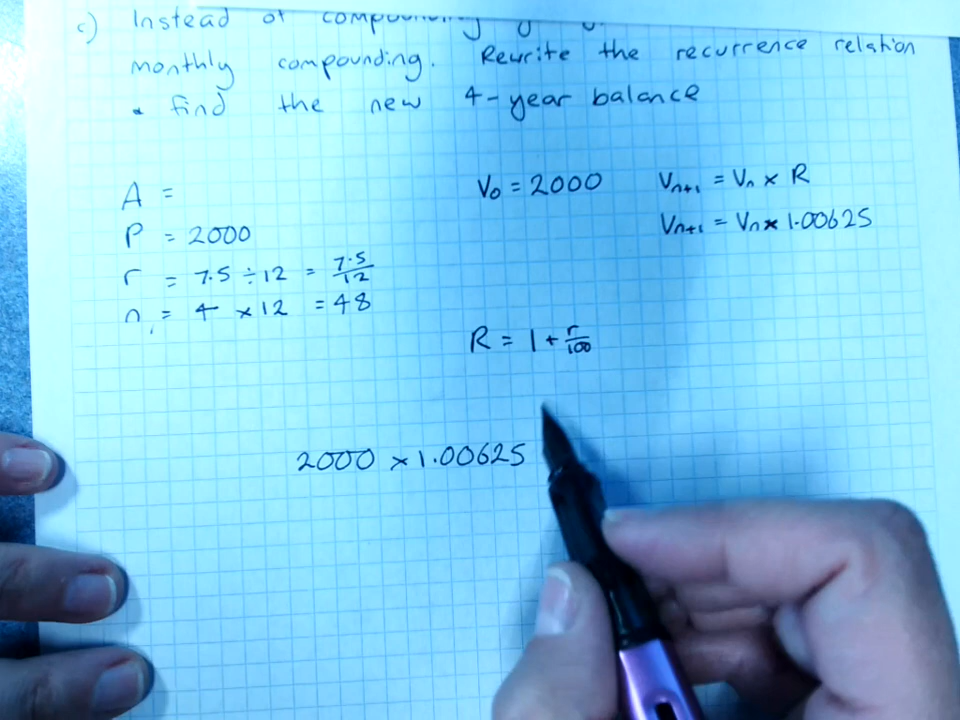 c) Instead of
monthly compounding. Rewrite the recurrence relation
& find the new 4-year balance
A =
V₀ = 2000
Vₙ₊₁ = Vₙ × R
P = 2000
Vₙ₊₁ = Vₙ × 1.00625
r = 7.5 ÷ 12 = 7.5/12
n = 4 × 12 = 48
R = 1 + r/100
2000 × 1.00625